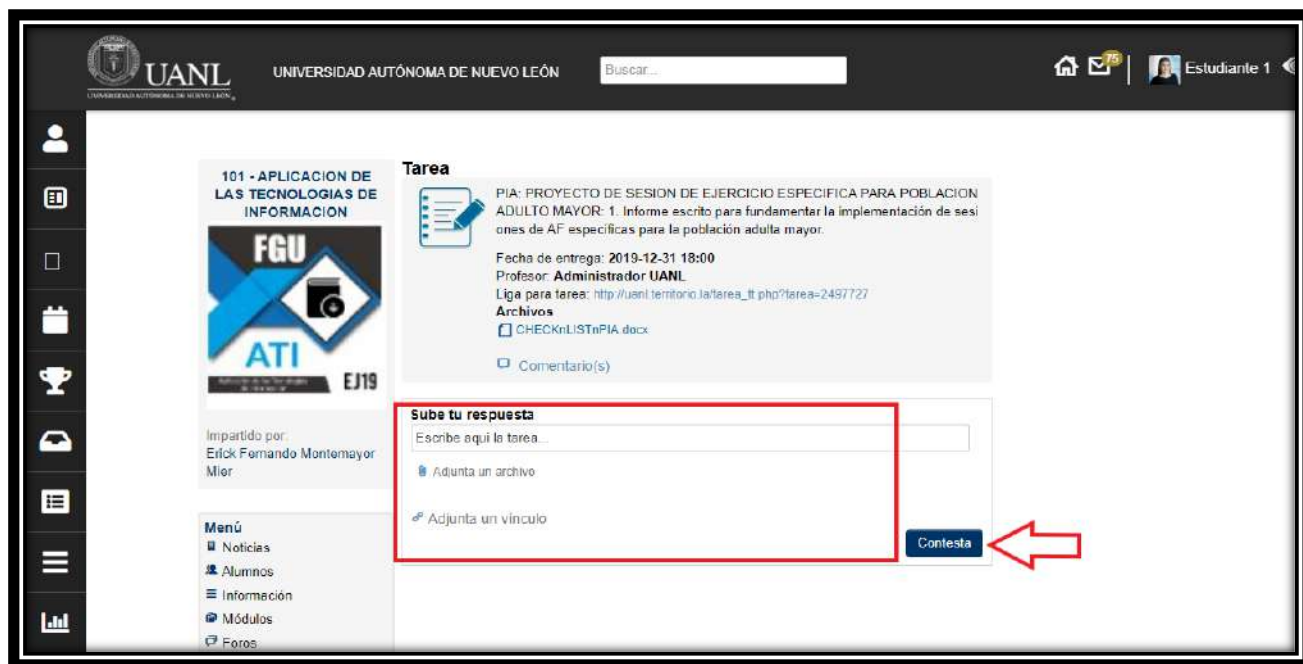 UANL
UNIVERSIDAD AUTÓNOMA DE NUEVO LEÓN
UNIVERSIDAD AUTÓNOMA DE NUEVO LEÓN
Buscar...
75
Estudiante 1
101 - APLICACION DE
LAS TECNOLOGIAS DE
INFORMACION
FGU
ATI
EJ19
Impartido por:
Erick Fernando Montemayor
Mier
Menú
Noticias
Alumnos
Información
Módulos
Foros
Tarea
PIA: PROYECTO DE SESION DE EJERCICIO ESPECIFICA PARA POBLACION
ADULTO MAYOR: 1. Informe escrito para fundamentar la implementación de sesi
ones de AF específicas para la población adulta mayor.
Fecha de entrega: 2019-12-31 18:00
Profesor: Administrador UANL
Liga para tarea: http://uanl.territorio.la/tarea_tt.php?tarea=2497727
Archivos
CHECKnLISTnPIA.docx
Comentario(s)
Sube tu respuesta
Escribe aqui la tarea...
Adjunta un archivo
Adjunta un vínculo
Contesta